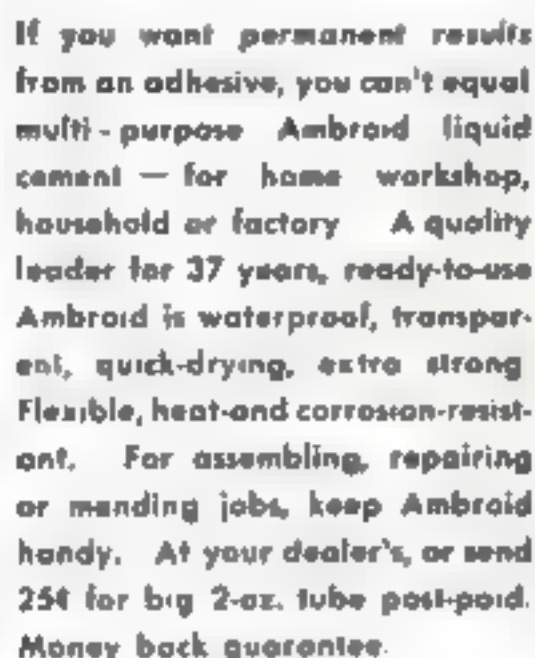 If you want permanent results
from an adhesive, you can't equal
multi-purpose Ambroid liquid
cement — for home workshop,
household or factory A quality
leader for 37 years, ready-to-use
Ambroid is waterproof, transpar-
ent, quick-drying, extra strong
Flexible, heat-and corrosion-resist-
ant. For assembling, repairing
or mending jobs, keep Ambroid
handy. At your dealer's, or send
25¢ for big 2-oz. tube post-paid.
Money back guarantee.